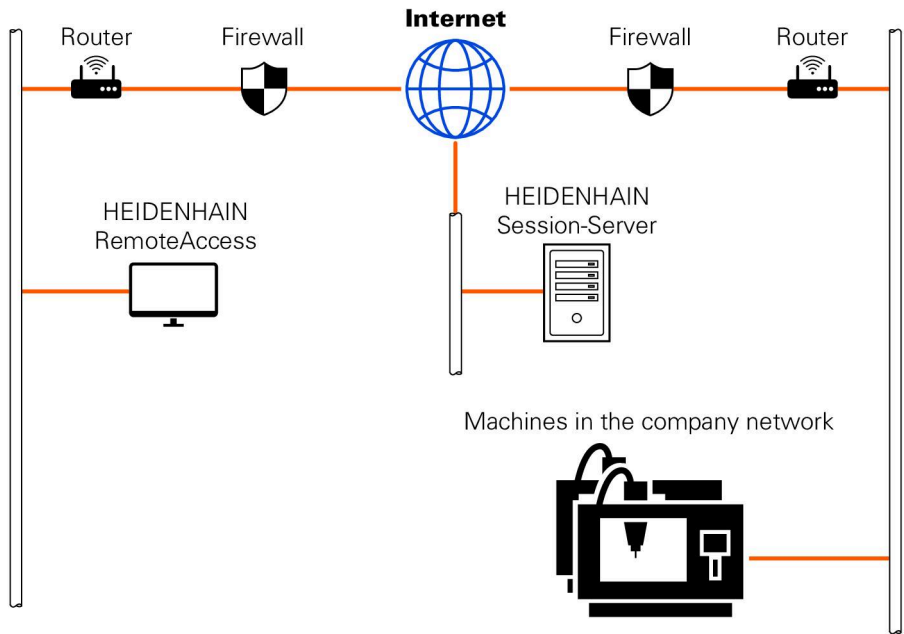 Internet
Router
Firewall
Firewall
Router
HEIDENHAIN
RemoteAccess
HEIDENHAIN
Session-Server
Machines in the company network